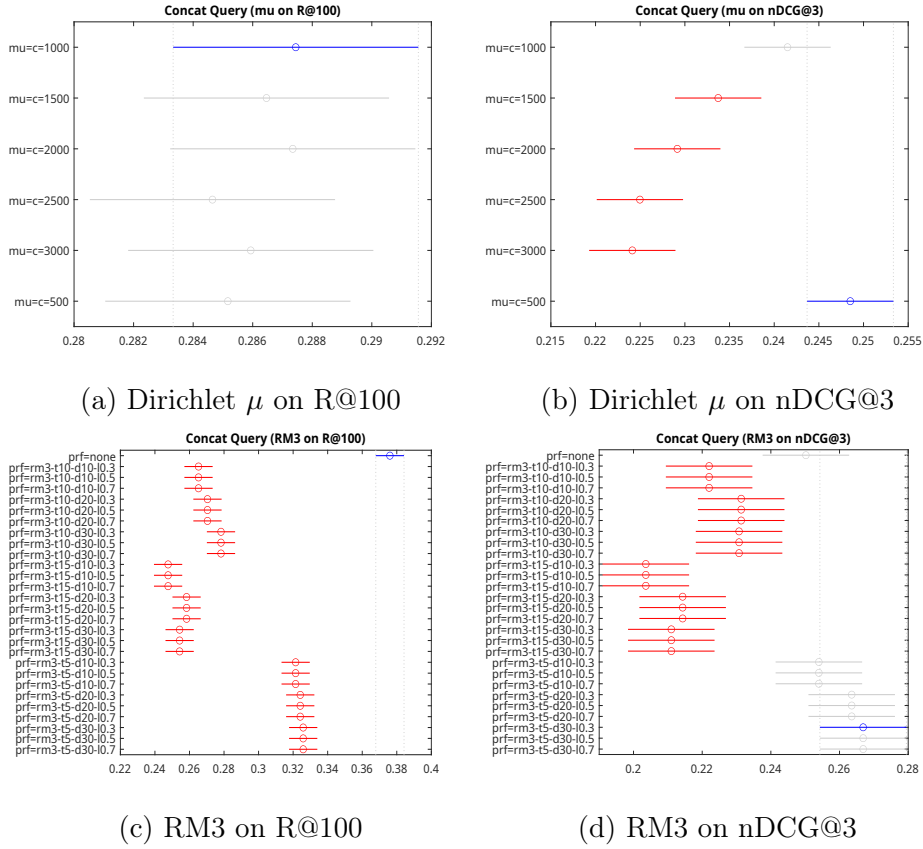 Concat Query (mu on R@100)
mu=c=1000
mu=c=1500
mu=c=2000
mu=c=2500
mu=c=3000
mu=c=500
0.28 0.282 0.284 0.286 0.288 0.29 0.292
(a) Dirichlet μ on R@100
Concat Query (mu on nDCG@3)
mu=c=1000
mu=c=1500
mu=c=2000
mu=c=2500
mu=c=3000
mu=c=500
0.215 0.22 0.225 0.23 0.235 0.24 0.245 0.25 0.255
(b) Dirichlet μ on nDCG@3
Concat Query (RM3 on R@100)
prf=none
prf=rm3-t10-d10-l0.3
prf=rm3-t10-d10-l0.5
prf=rm3-t10-d10-l0.7
prf=rm3-t10-d20-l0.3
prf=rm3-t10-d20-l0.5
prf=rm3-t10-d20-l0.7
prf=rm3-t10-d30-l0.3
prf=rm3-t10-d30-l0.5
prf=rm3-t10-d30-l0.7
prf=rm3-t15-d10-l0.3
prf=rm3-t15-d10-l0.5
prf=rm3-t15-d10-l0.7
prf=rm3-t15-d20-l0.3
prf=rm3-t15-d20-l0.5
prf=rm3-t15-d20-l0.7
prf=rm3-t15-d30-l0.3
prf=rm3-t15-d30-l0.5
prf=rm3-t15-d30-l0.7
prf=rm3-t5-d10-l0.3
prf=rm3-t5-d10-l0.5
prf=rm3-t5-d10-l0.7
prf=rm3-t5-d20-l0.3
prf=rm3-t5-d20-l0.5
prf=rm3-t5-d20-l0.7
prf=rm3-t5-d30-l0.3
prf=rm3-t5-d30-l0.5
prf=rm3-t5-d30-l0.7
0.22 0.24 0.26 0.28 0.3 0.32 0.34 0.36 0.38 0.4
(c) RM3 on R@100
Concat Query (RM3 on nDCG@3)
prf=none
prf=rm3-t10-d10-l0.3
prf=rm3-t10-d10-l0.5
prf=rm3-t10-d10-l0.7
prf=rm3-t10-d20-l0.3
prf=rm3-t10-d20-l0.5
prf=rm3-t10-d20-l0.7
prf=rm3-t10-d30-l0.3
prf=rm3-t10-d30-l0.5
prf=rm3-t10-d30-l0.7
prf=rm3-t15-d10-l0.3
prf=rm3-t15-d10-l0.5
prf=rm3-t15-d10-l0.7
prf=rm3-t15-d20-l0.3
prf=rm3-t15-d20-l0.5
prf=rm3-t15-d20-l0.7
prf=rm3-t15-d30-l0.3
prf=rm3-t15-d30-l0.5
prf=rm3-t15-d30-l0.7
prf=rm3-t5-d10-l0.3
prf=rm3-t5-d10-l0.5
prf=rm3-t5-d10-l0.7
prf=rm3-t5-d20-l0.3
prf=rm3-t5-d20-l0.5
prf=rm3-t5-d20-l0.7
prf=rm3-t5-d30-l0.3
prf=rm3-t5-d30-l0.5
prf=rm3-t5-d30-l0.7
0.2 0.22 0.24 0.26 0.28
(d) RM3 on nDCG@3